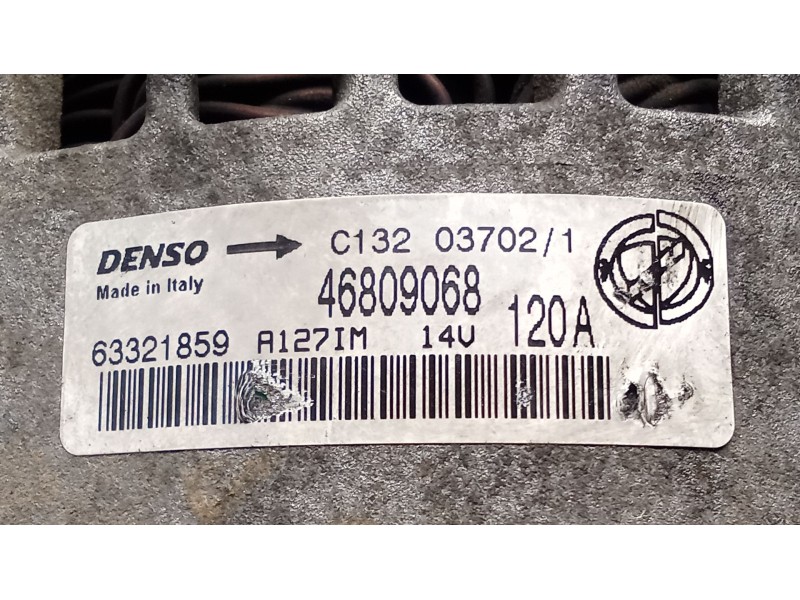 DENSO C132 03702/1
Made in Italy 46809068
63321859 A127IM 14V 120A